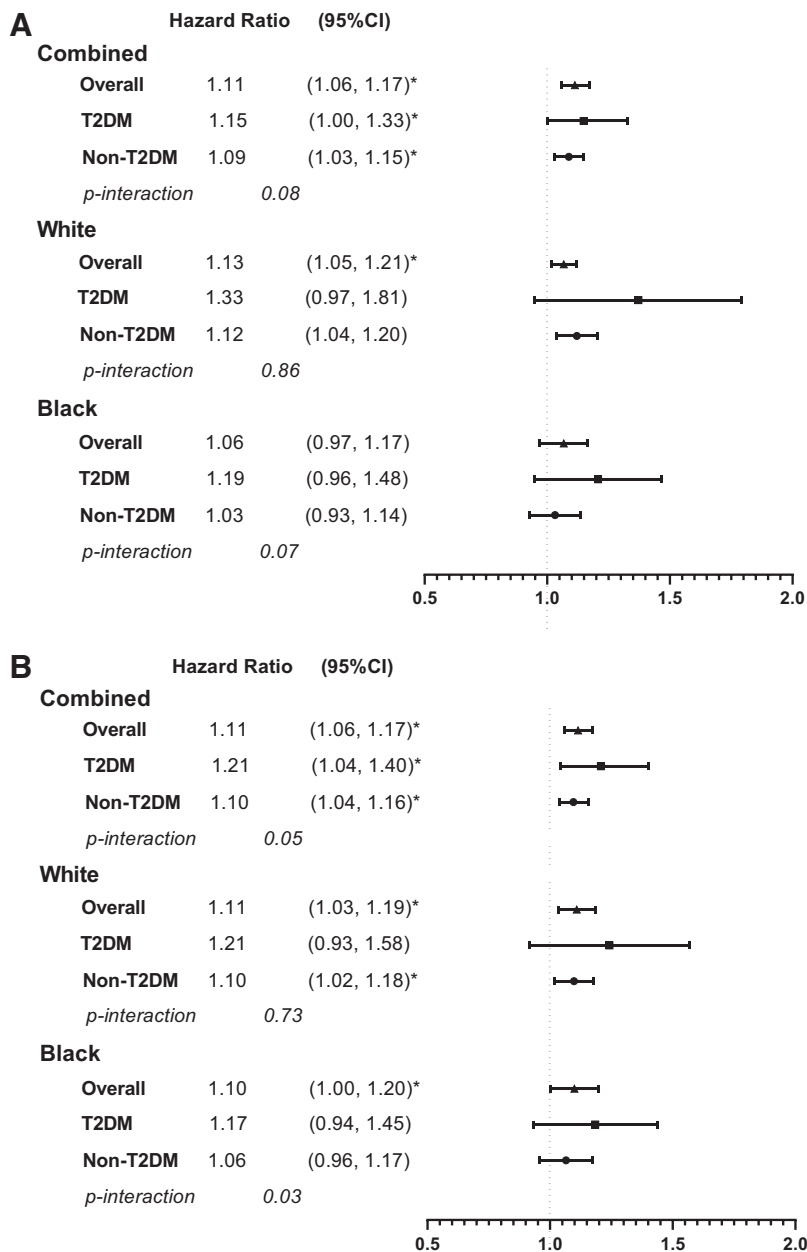 A
Hazard Ratio (95%CI)
Combined
Overall 1.11 (1.06, 1.17)*
T2DM 1.15 (1.00, 1.33)*
Non-T2DM 1.09 (1.03, 1.15)*
p-interaction 0.08
White
Overall 1.13 (1.05, 1.21)*
T2DM 1.33 (0.97, 1.81)
Non-T2DM 1.12 (1.04, 1.20)
p-interaction 0.86
Black
Overall 1.06 (0.97, 1.17)
T2DM 1.19 (0.96, 1.48)
Non-T2DM 1.03 (0.93, 1.14)
p-interaction 0.07
0.5 1.0 1.5 2.0
B
Hazard Ratio (95%CI)
Combined
Overall 1.11 (1.06, 1.17)*
T2DM 1.21 (1.04, 1.40)*
Non-T2DM 1.10 (1.04, 1.16)*
p-interaction 0.05
White
Overall 1.11 (1.03, 1.19)*
T2DM 1.21 (0.93, 1.58)
Non-T2DM 1.10 (1.02, 1.18)*
p-interaction 0.73
Black
Overall 1.10 (1.00, 1.20)*
T2DM 1.17 (0.94, 1.45)
Non-T2DM 1.06 (0.96, 1.17)
p-interaction 0.03
0.5 1.0 1.5 2.0